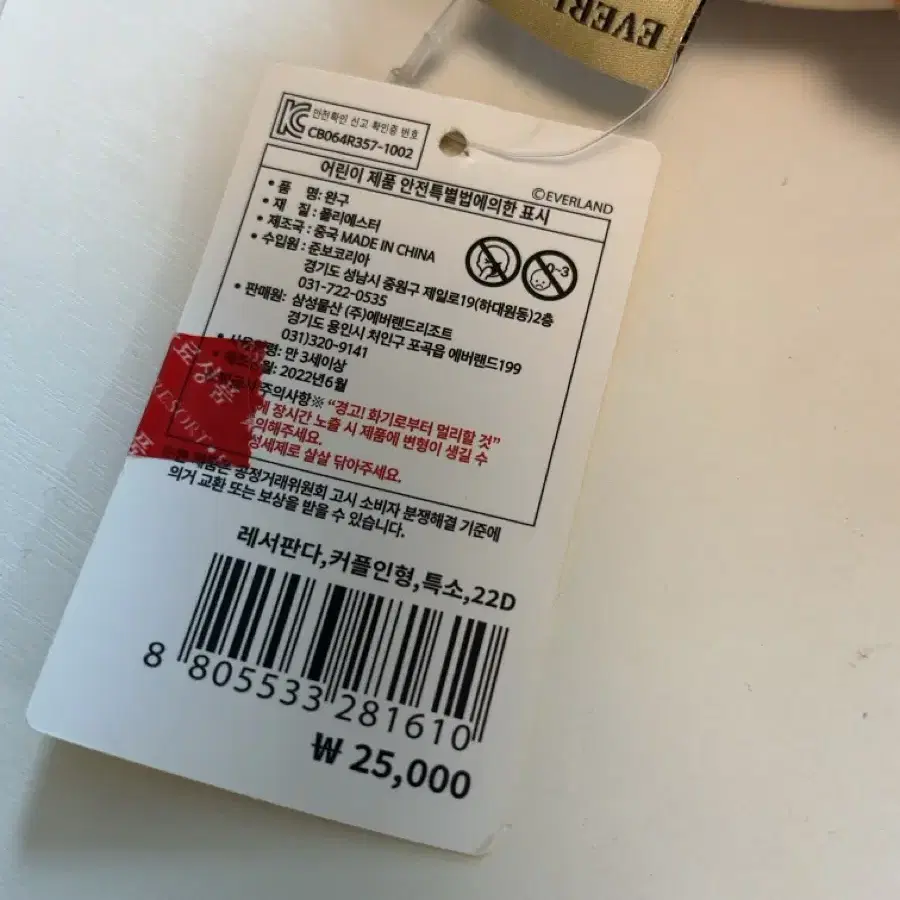 EVERL
KC 안전확인 신고 확인증 번호
CB064R357-1002
ⒸEVERLAND
어린이 제품 안전특별법에의한 표시
• 품 명: 완구
• 재 질 : 폴리에스터
• 제조국 : 중국 MADE IN CHINA
• 수입원 : 준보코리아
경기도 성남시 중원구 제일로19(하대원동)2층
031-722-0535
• 판매원: 삼성물산 (주)에버랜드리조트
경기도 용인시 처인구 포곡읍 에버랜드199
031)320-9141
만 3세이상
2022년6월
주의사항※ “경고! 화기로부터 멀리할 것”
장시간 노출 시 제품에 변형이 생길 수
의해주세요.
살살 닦아주세요.
제품은 공정거래위원회 고시 소비자 분쟁해결 기준에
의거 교환 또는 보상을 받을 수 있습니다.
0-3
RESORT
레서판다,커플인형,특소,22D
8 805533 281610
₩ 25,000